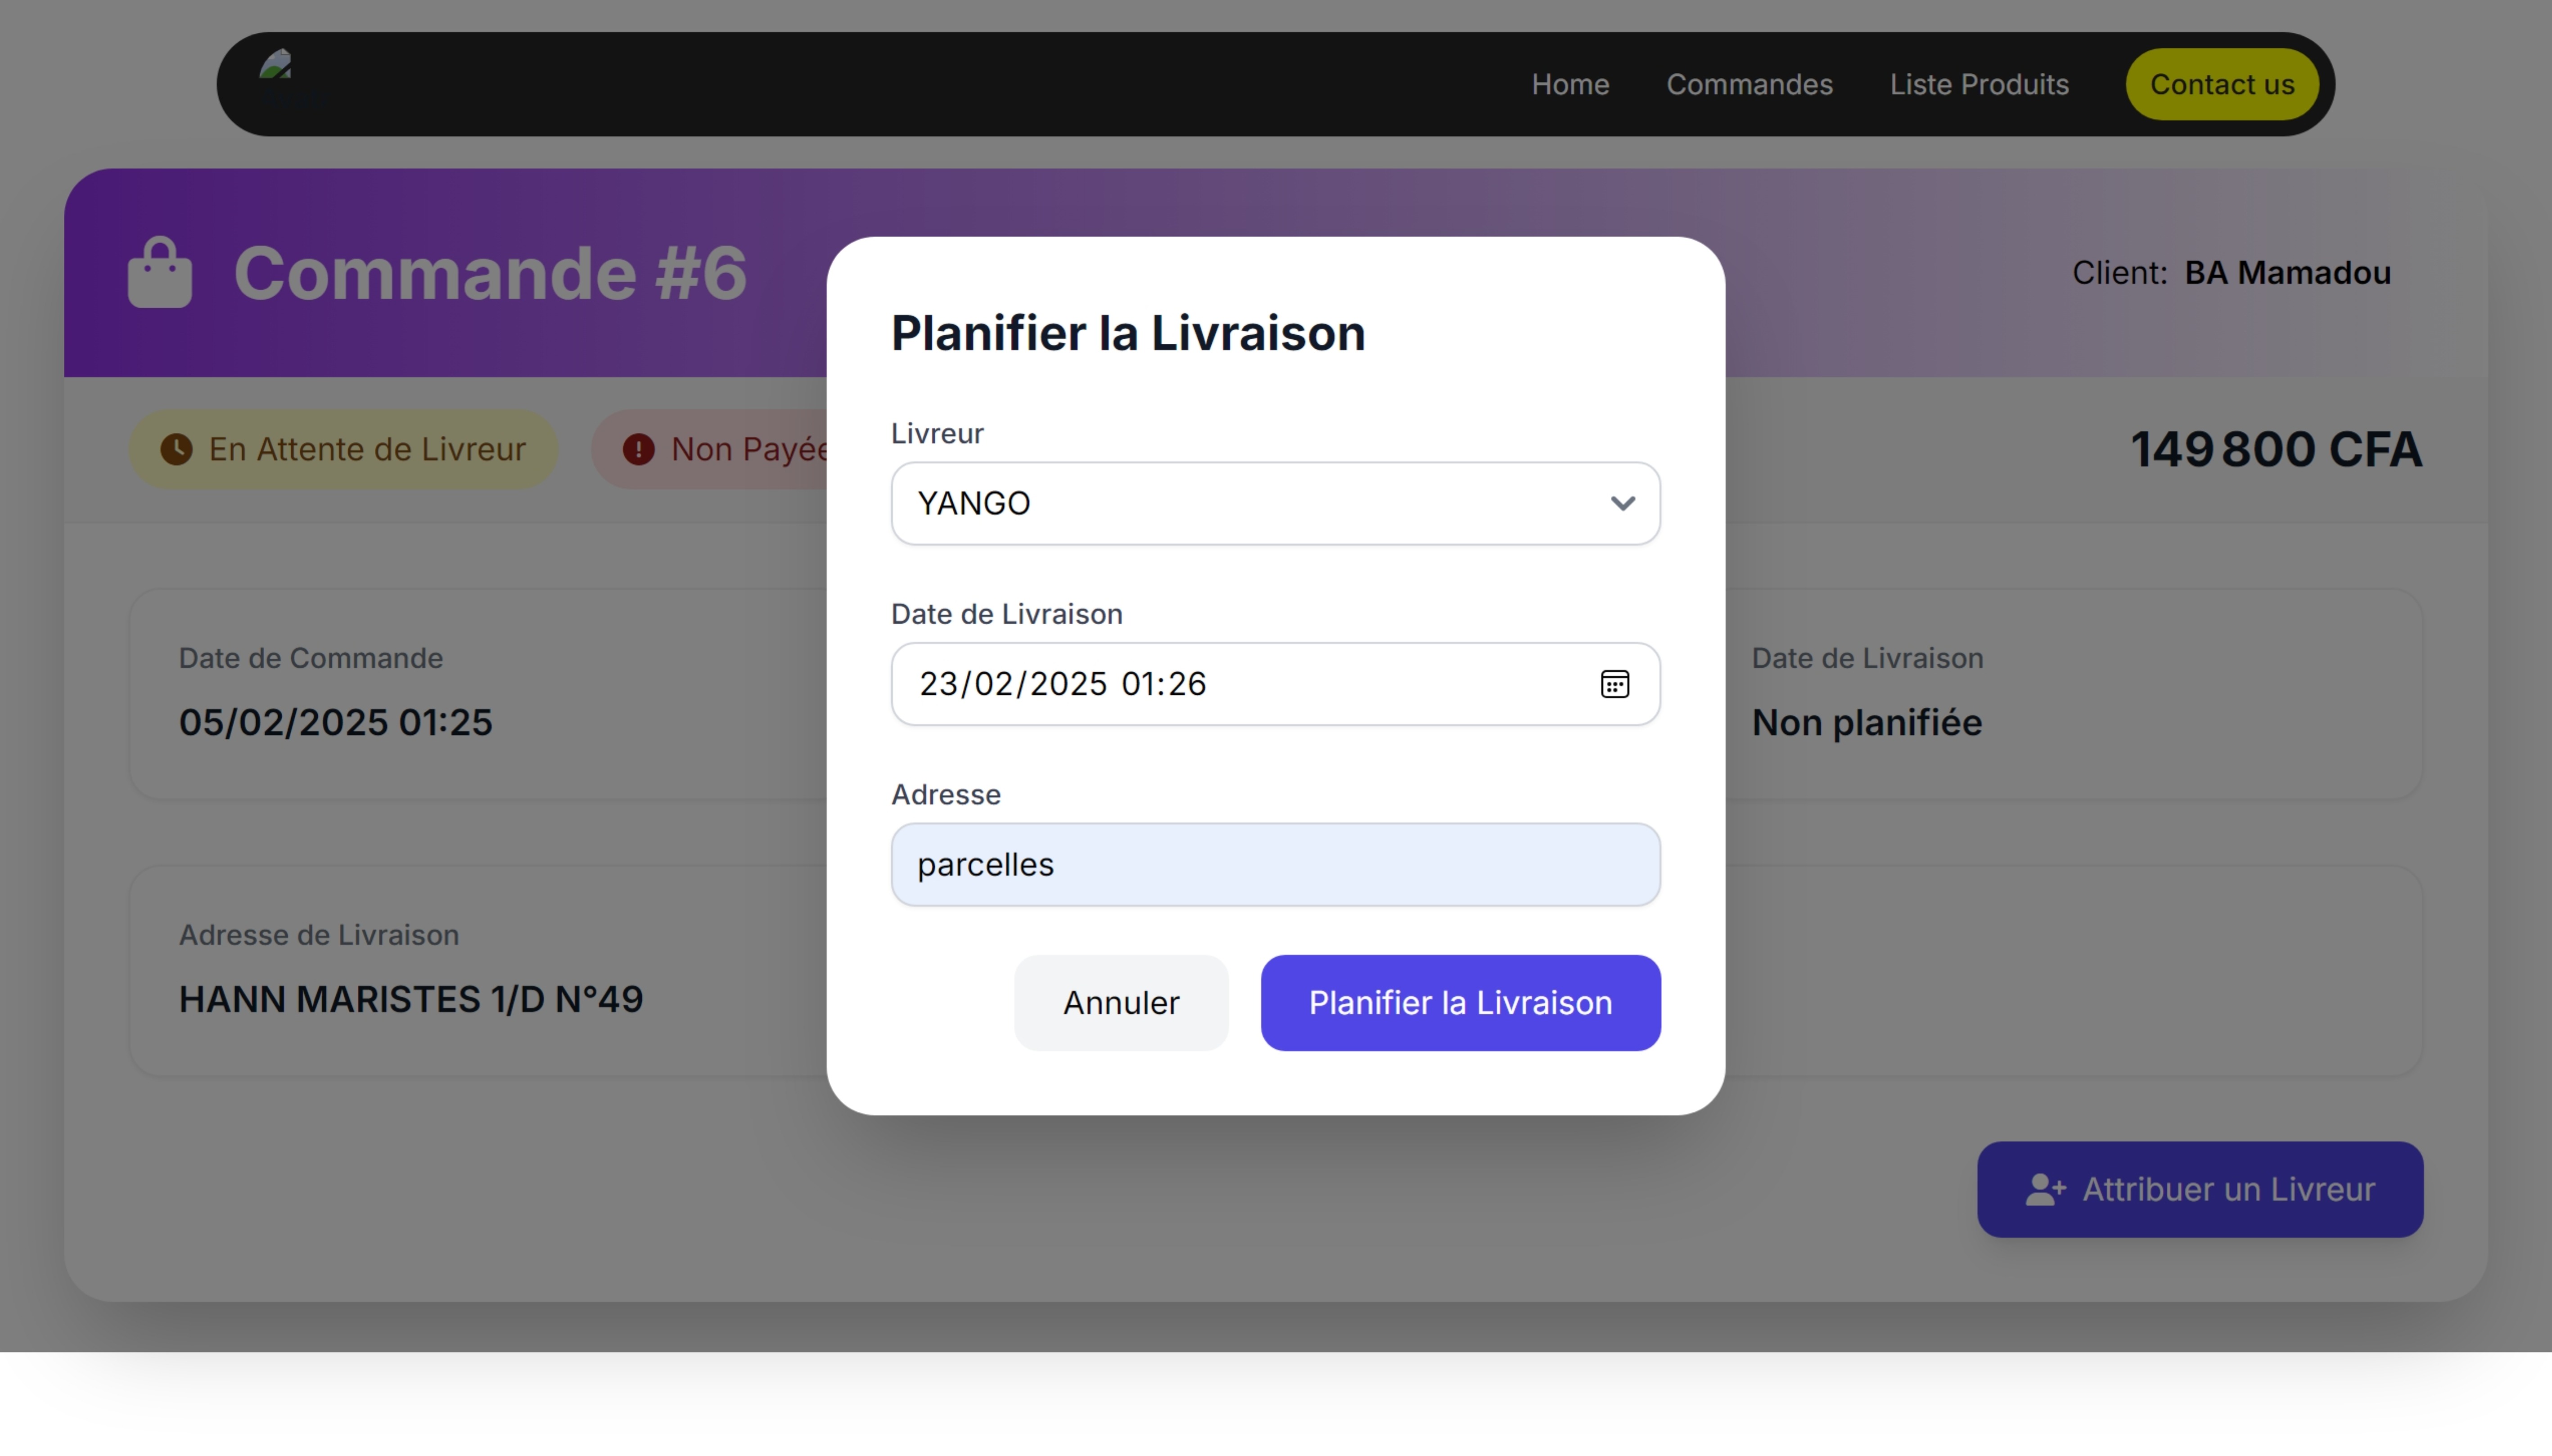 Home
Commandes
Liste Produits
Contact us
Commande #6
Client: BA Mamadou
En Attente de Livreur
Non Payée
149 800 CFA
Date de Commande
05/02/2025 01:25
Date de Livraison
Non planifiée
Adresse de Livraison
HANN MARISTES 1/D N°49
Planifier la Livraison
Livreur
YANGO
Date de Livraison
23/02/2025 01:26
Adresse
parcelles
Annuler
Planifier la Livraison
Attribuer un Livreur